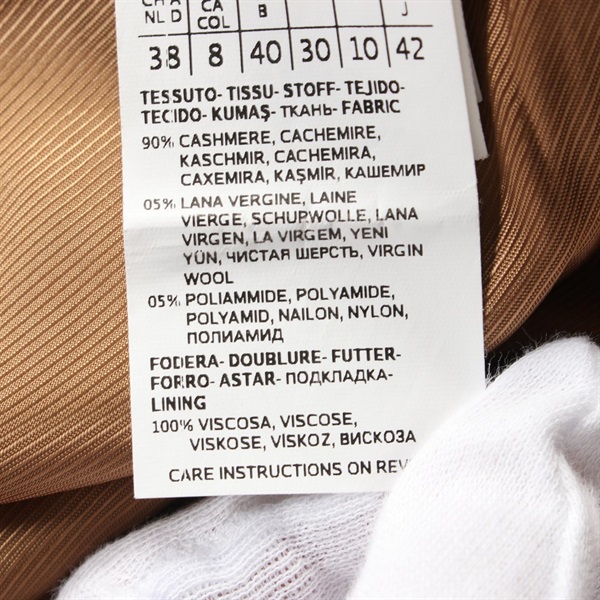 CA B J
NL D COL
38 8 40 30 10 42
TESSUTO- TISSU- STOFF- TEJIDO-
TECIDO- KUMAŞ- ТКАНЬ- FABRIC
90% CASHMERE, CACHEMIRE,
KASCHMIR, CACHEMIRA,
CAXEMIRA, KAŞMİR, КАШЕМИР
05% LANA VERGINE, LAINE
VIERGE, SCHURWOLLE, LANA
VIRGEN, LA VIRGEM, YENI
YÜN, ЧИСТАЯ ШЕРСТЬ, VIRGIN
WOOL
05% POLIAMMIDE, POLYAMIDE,
POLYAMID, NAILON, NYLON,
ПОЛИАМИД
FODERA- DOUBLURE- FUTTER-
FORRO- ASTAR- ПОДКЛАДКА-
LINING
100% VISCOSA, VISCOSE,
VISKOSE, VİSKOZ, ВИСКОЗА
CARE INSTRUCTIONS ON REV